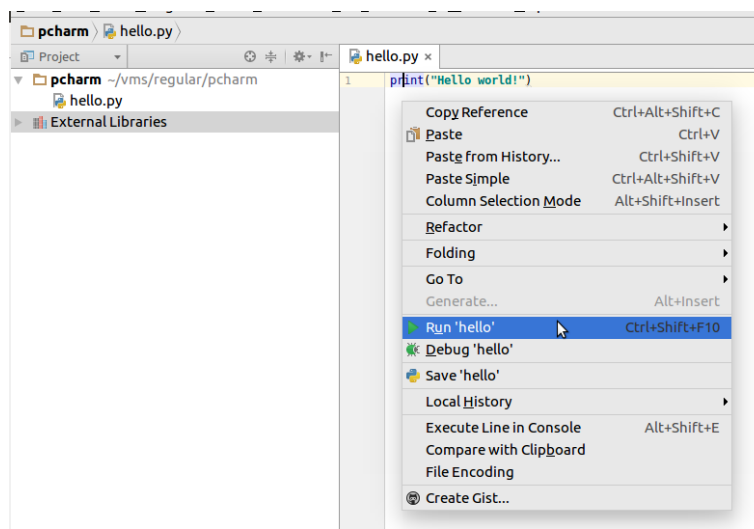 pcharm hello.py
Project
hello.py ×
pcharm ~/vms/regular/pcharm
hello.py
External Libraries
1 print("Hello world!")
Copy Reference Ctrl+Alt+Shift+C
Paste Ctrl+V
Paste from History... Ctrl+Shift+V
Paste Simple Ctrl+Alt+Shift+V
Column Selection Mode Alt+Shift+Insert
Refactor
Folding
Go To
Generate... Alt+Insert
Run 'hello' Ctrl+Shift+F10
Debug 'hello'
Save 'hello'
Local History
Execute Line in Console Alt+Shift+E
Compare with Clipboard
File Encoding
Create Gist...